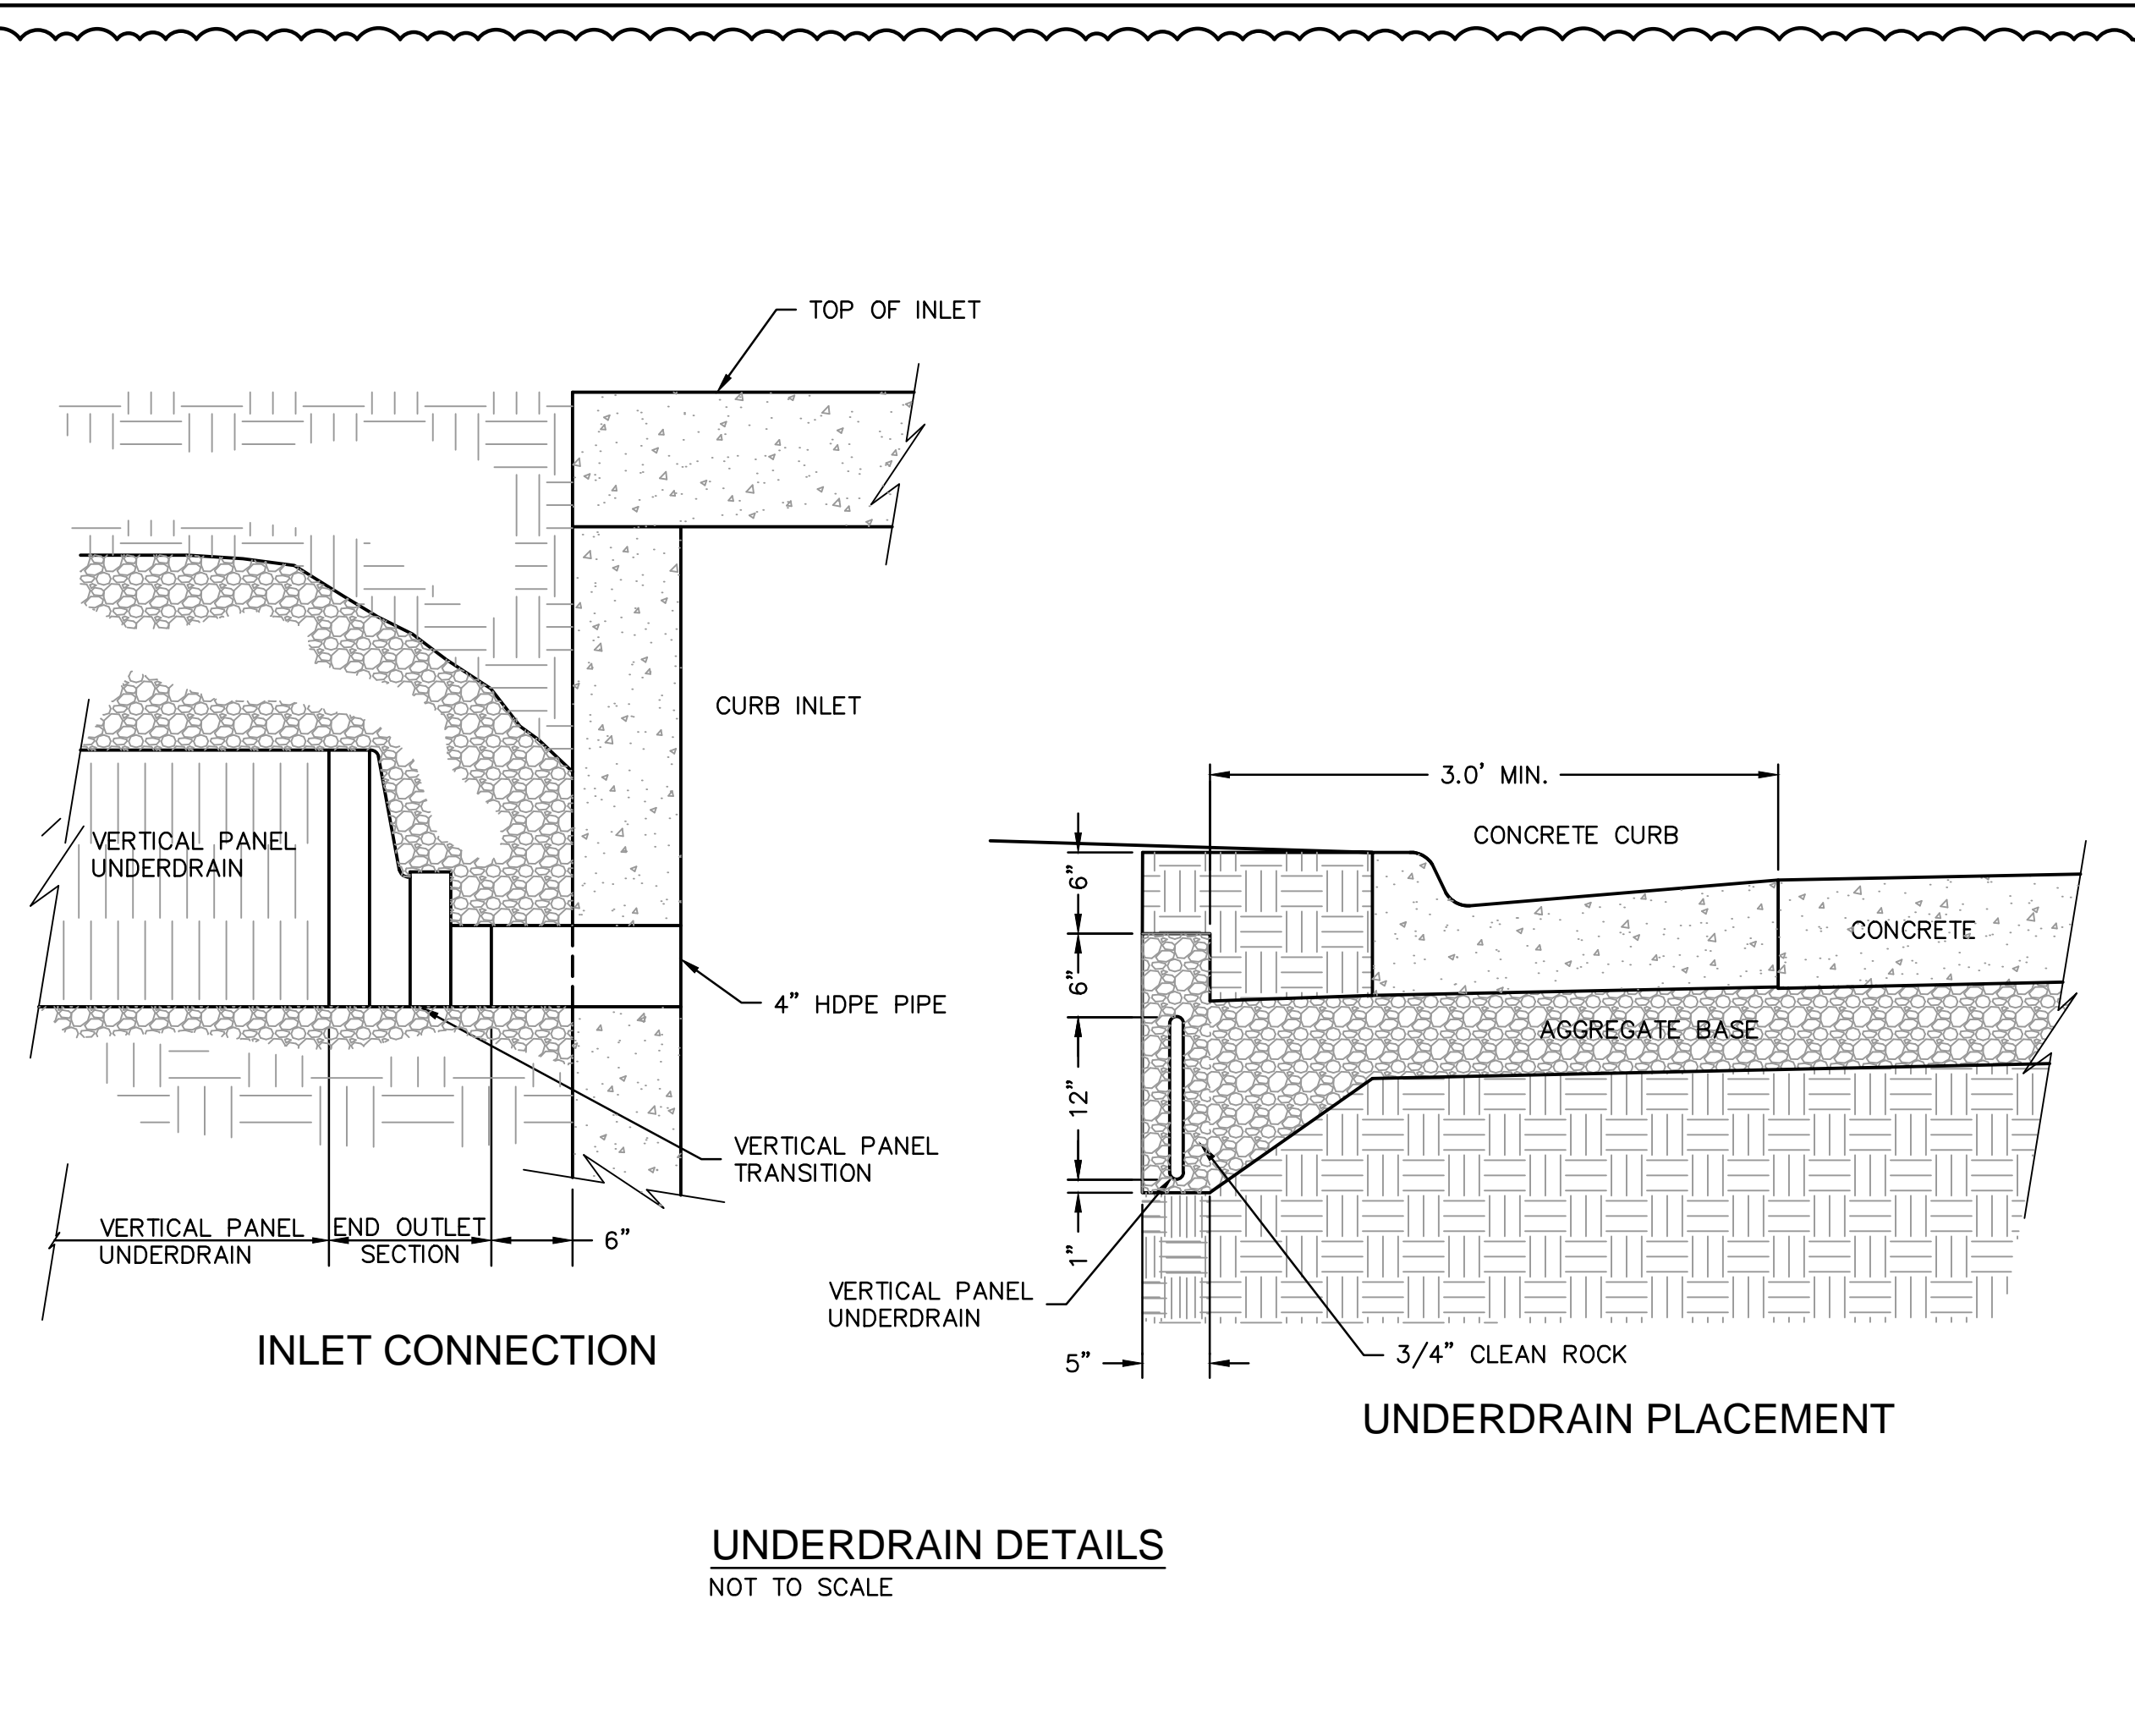 TOP OF INLET
CURB INLET
VERTICAL PANEL
UNDERDRAIN
4” HDPE PIPE
VERTICAL PANEL
TRANSITION
VERTICAL PANEL
UNDERDRAIN
END OUTLET
SECTION
6”
INLET CONNECTION
3.0’ MIN.
CONCRETE CURB
6”
CONCRETE
6”
AGGREGATE BASE
12”
1”
VERTICAL PANEL
UNDERDRAIN
5”
3/4” CLEAN ROCK
UNDERDRAIN PLACEMENT
UNDERDRAIN DETAILS
NOT TO SCALE